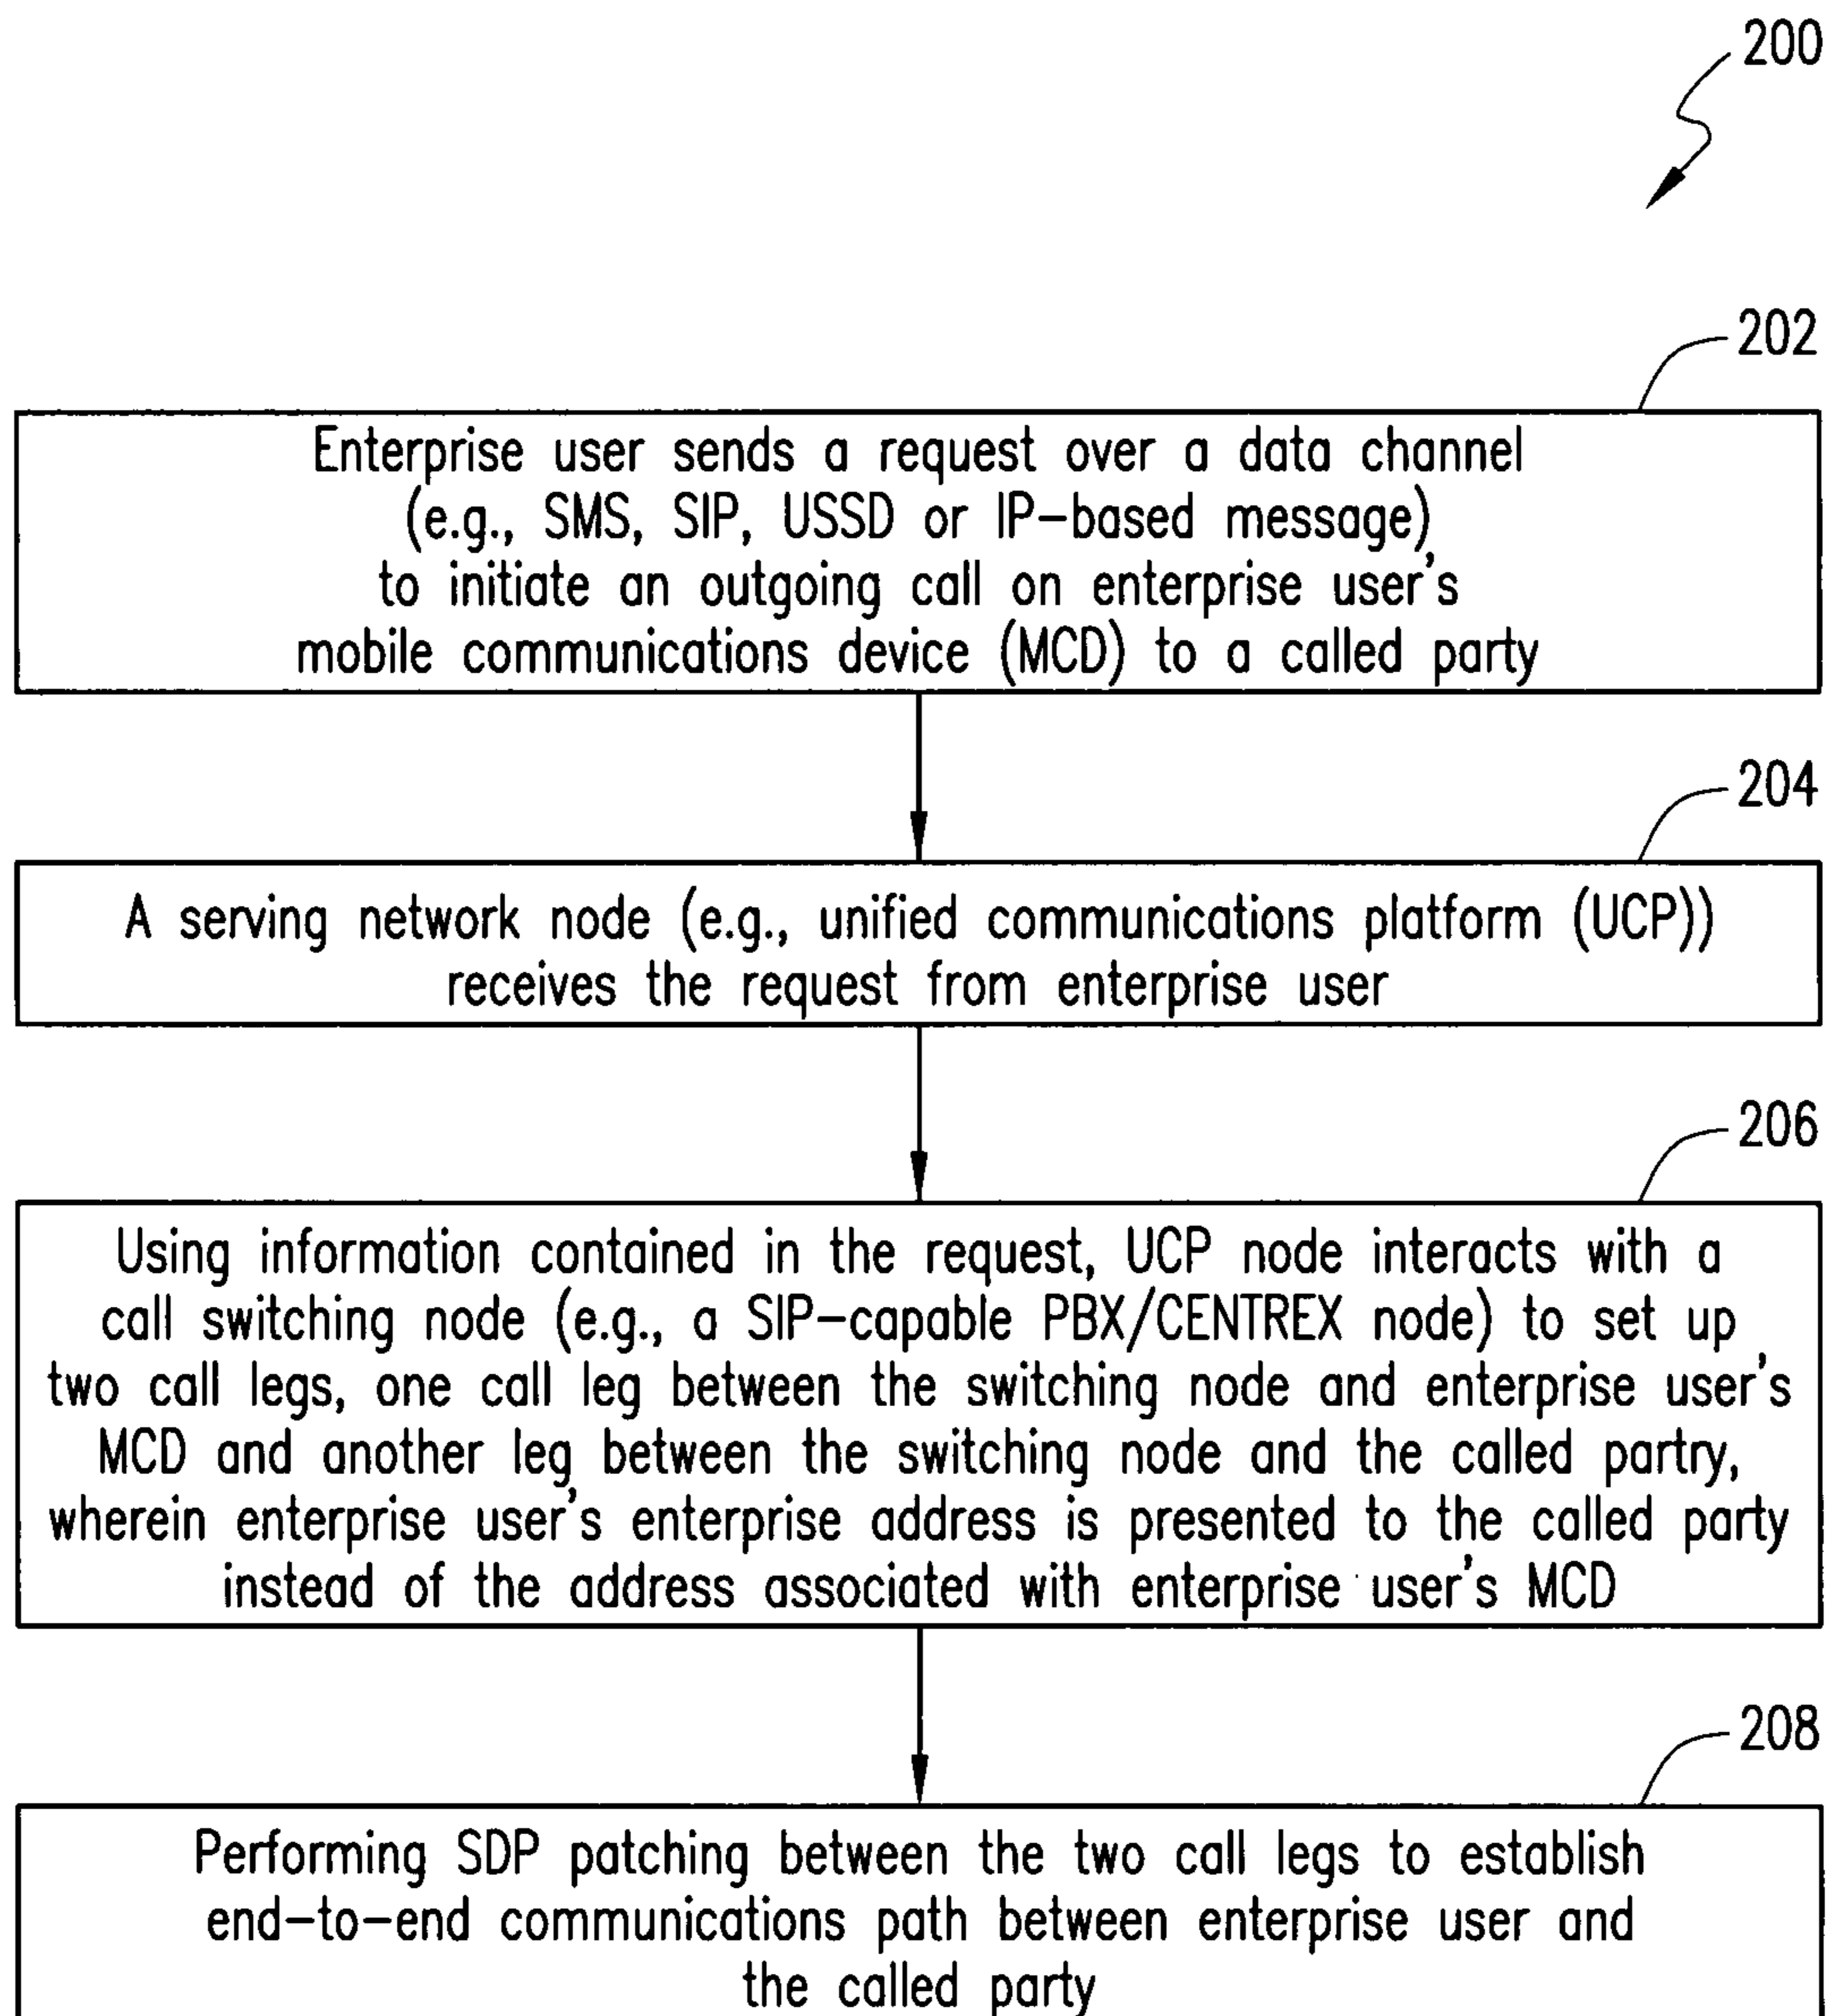 200
202
Enterprise user sends a request over a data channel
(e.g., SMS, SIP, USSD or IP-based message)
to initiate an outgoing call on enterprise user's
mobile communications device (MCD) to a called party
204
A serving network node (e.g., unified communications platform (UCP))
receives the request from enterprise user
206
Using information contained in the request, UCP node interacts with a
call switching node (e.g., a SIP-capable PBX/CENTREX node) to set up
two call legs, one call leg between the switching node and enterprise user's
MCD and another leg between the switching node and the called partry,
wherein enterprise user's enterprise address is presented to the called party
instead of the address associated with enterprise user's MCD
208
Performing SDP patching between the two call legs to establish
end-to-end communications path between enterprise user and
the called party